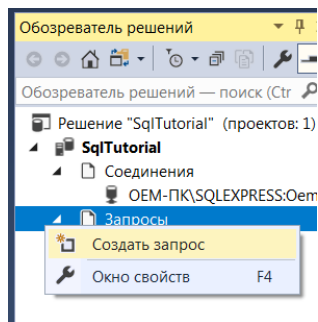 Обозреватель решений
Обозреватель решений — поиск (Ctr
Решение "SqlTutorial" (проектов: 1)
SqlTutorial
Соединения
OEM-ПК\SQLEXPRESS:Oem
Запросы
Создать запрос
Окно свойств F4